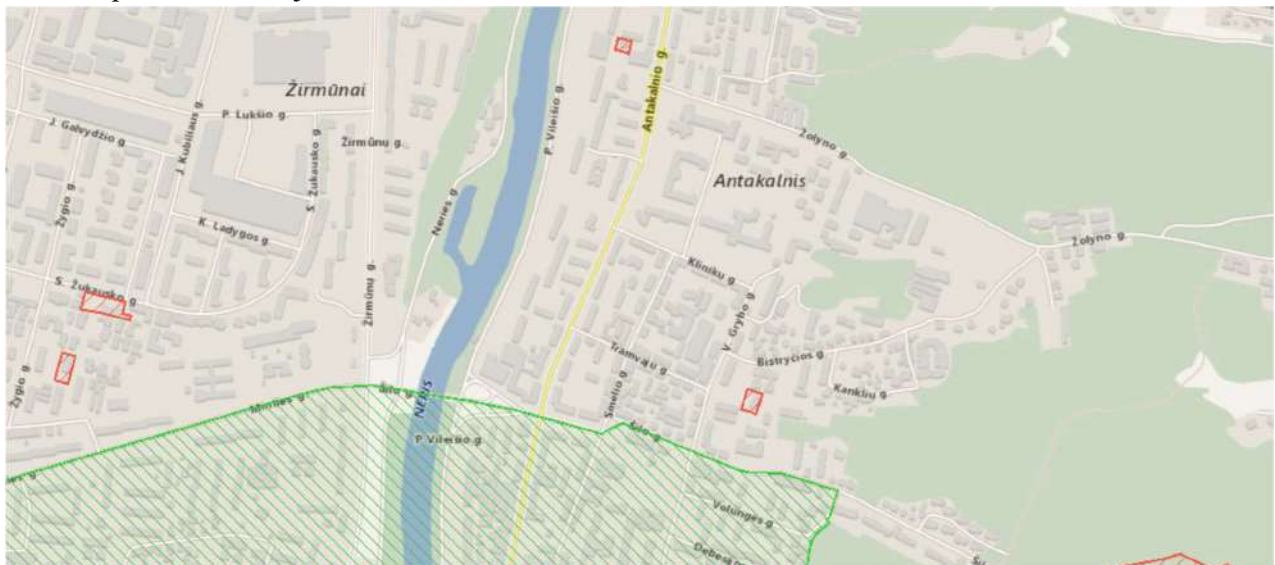 Žirmūnai
P. Lukšio g.
J. Galvydžio g.
J. Kubiliaus g.
Žirmūnų g.
S. Žukausko g.
P. Vileišio g.
Antakalnio g.
Žolyno g.
Antakalnis
Žygio g.
K. Ladygos g.
Neries g.
Žolyno g.
Klinikų g.
S. Žukausko g.
Žirmūnų g.
V. Grybo g.
Tramvajų g.
Bistryčios g.
Žygio g.
Kanklių g.
Smėlio g.
Minties g.
Šilo g.
NERIS
P. Vileišio g.
Šilo g.
Volungės g.